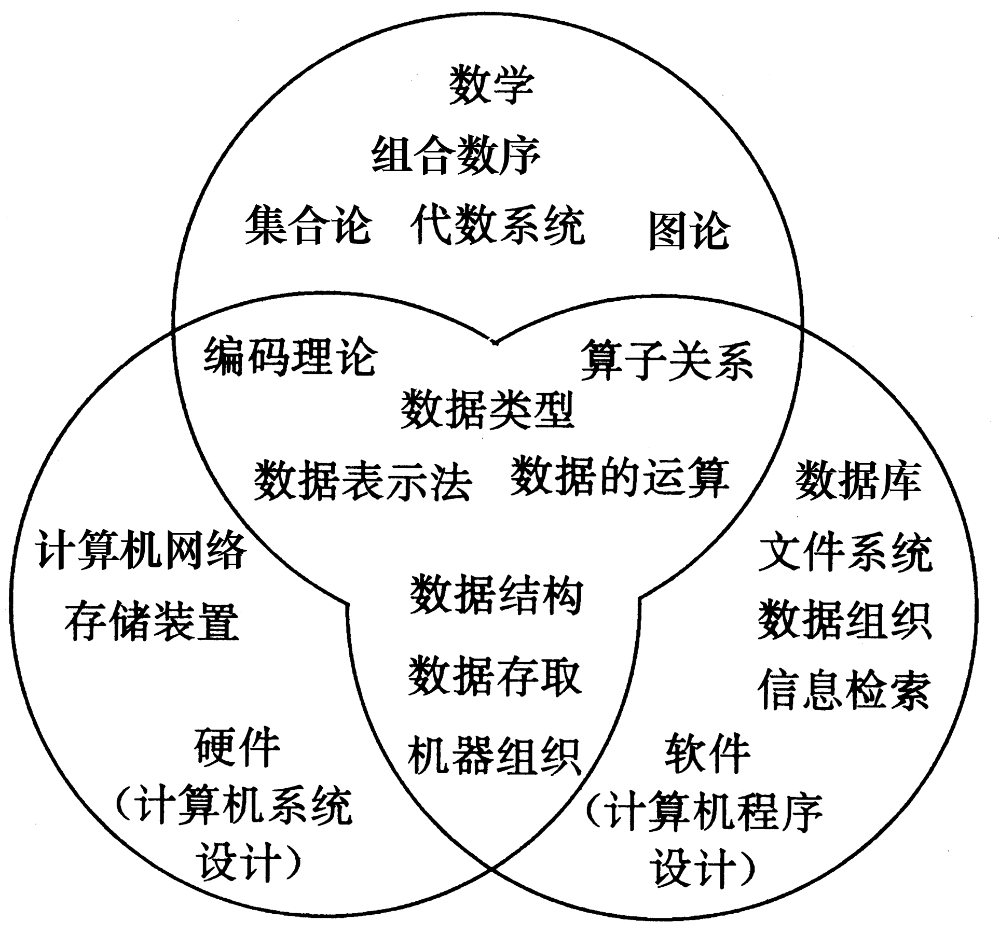 数学
组合数序
集合论 代数系统 图论
编码理论 算子关系
数据类型
数据表示法 数据的运算 数据库
计算机网络 文件系统
数据结构
存储装置 数据组织
数据存取 信息检索
硬件 机器组织 软件
（计算机系统 （计算机程序
设计） 设计）